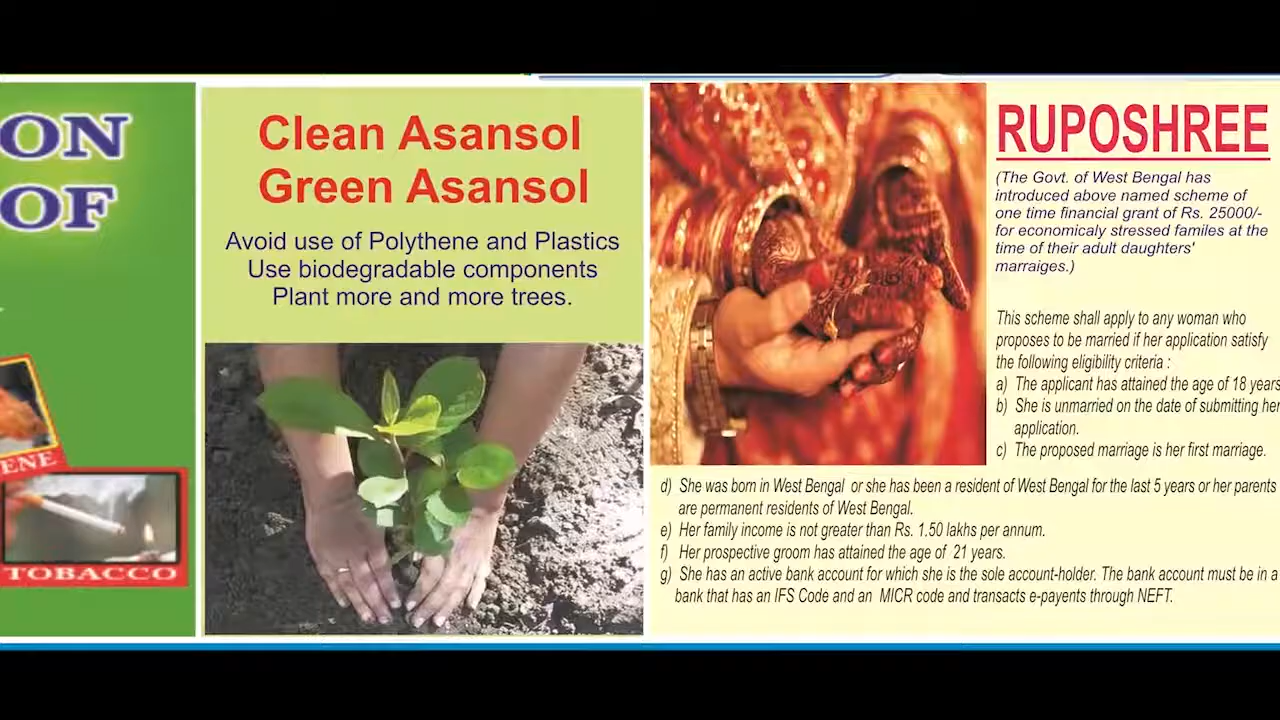 ON
OF
ENE
TOBACCO
Clean Asansol
Green Asansol
Avoid use of Polythene and Plastics
Use biodegradable components
Plant more and more trees.
RUPOSHREE
(The Govt. of West Bengal has
introduced above named scheme of
one time financial grant of Rs. 25000/-
for economicaly stressed familes at the
time of their adult daughters'
marraiges.)
This scheme shall apply to any woman who
proposes to be married if her application satisfy
the following eligibility criteria :
a) The applicant has attained the age of 18 years
b) She is unmarried on the date of submitting her
application.
c) The proposed marriage is her first marriage.
d) She was born in West Bengal or she has been a resident of West Bengal for the last 5 years or her parents
are permanent residents of West Bengal.
e) Her family income is not greater than Rs. 1.50 lakhs per annum.
f) Her prospective groom has attained the age of 21 years.
g) She has an active bank account for which she is the sole account-holder. The bank account must be in a
bank that has an IFS Code and an MICR code and transacts e-payents through NEFT.